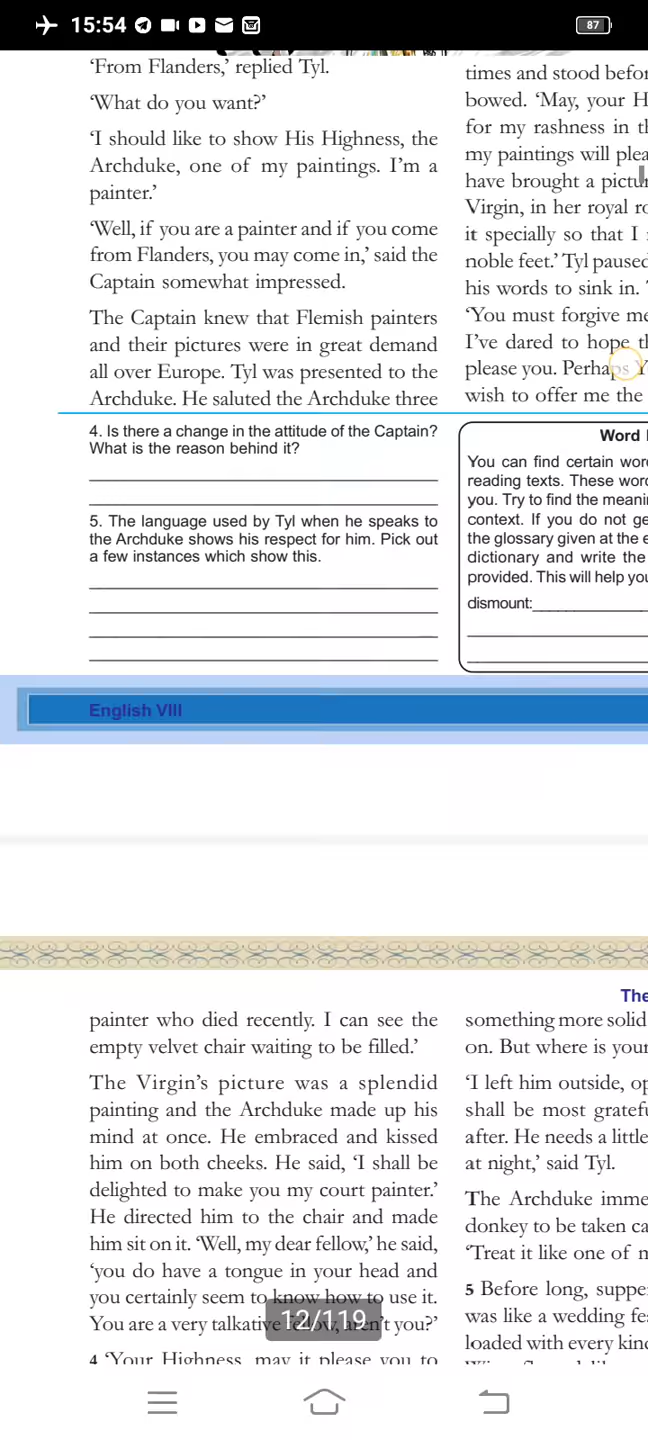 15:54
87
‘From Flanders,’ replied Tyl.
‘What do you want?’
‘I should like to show His Highness, the
Archduke, one of my paintings. I’m a
painter.’
‘Well, if you are a painter and if you come
from Flanders, you may come in,’ said the
Captain somewhat impressed.
The Captain knew that Flemish painters
and their pictures were in great demand
all over Europe. Tyl was presented to the
Archduke. He saluted the Archduke three
times and stood befor
bowed. ‘May, your H
for my rashness in th
my paintings will plea
have brought a pictur
Virgin, in her royal ro
it specially so that I
noble feet.’ Tyl paused
his words to sink in.
‘You must forgive me
I’ve dared to hope th
please you. Perhaps Y
wish to offer me the
4. Is there a change in the attitude of the Captain?
What is the reason behind it?
5. The language used by Tyl when he speaks to
the Archduke shows his respect for him. Pick out
a few instances which show this.
Word
You can find certain wor
reading texts. These word
you. Try to find the meani
context. If you do not ge
the glossary given at the e
dictionary and write the
provided. This will help you
dismount:
English VIII
The
painter who died recently. I can see the
empty velvet chair waiting to be filled.’
The Virgin’s picture was a splendid
painting and the Archduke made up his
mind at once. He embraced and kissed
him on both cheeks. He said, ‘I shall be
delighted to make you my court painter.’
He directed him to the chair and made
him sit on it. ‘Well, my dear fellow,’ he said,
‘you do have a tongue in your head and
you certainly seem to know how to use it.
You are a very talkative fellow, aren’t you?’
4 ‘Your Highness, may it please you to
something more solid
on. But where is your
‘I left him outside, op
shall be most gratefu
after. He needs a little
at night,’ said Tyl.
The Archduke imme
donkey to be taken ca
‘Treat it like one of m
5 Before long, suppe
was like a wedding fe
loaded with every kind
12/119